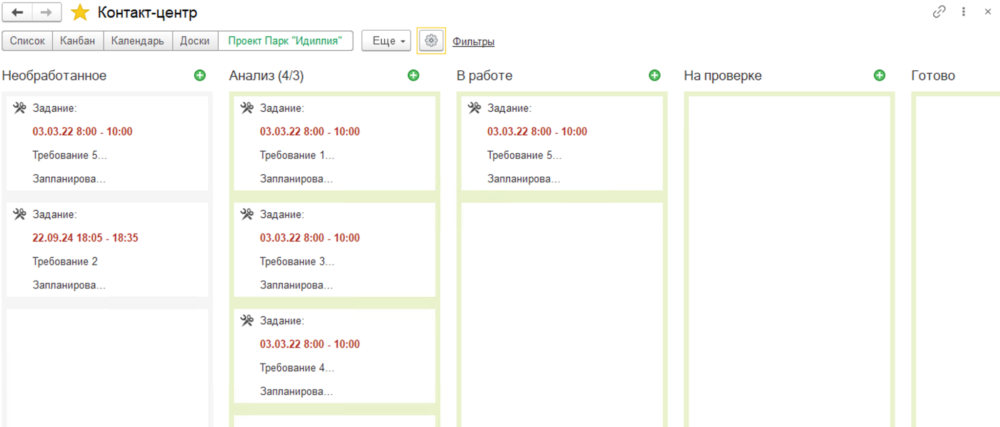 Контакт-центр
Список Канбан Календарь Доски Проект Парк "Идиллия" Еще Фильтры
Необработанное
Задание:
03.03.22 8:00 - 10:00
Требование 5...
Запланирова...
Задание:
22.09.24 18:05 - 18:35
Требование 2
Запланирова...
Анализ (4/3)
Задание:
03.03.22 8:00 - 10:00
Требование 1...
Запланирова...
Задание:
03.03.22 8:00 - 10:00
Требование 3...
Запланирова...
Задание:
03.03.22 8:00 - 10:00
Требование 4...
Запланирова...
В работе
Задание:
03.03.22 8:00 - 10:00
Требование 5...
Запланирова...
На проверке
Готово